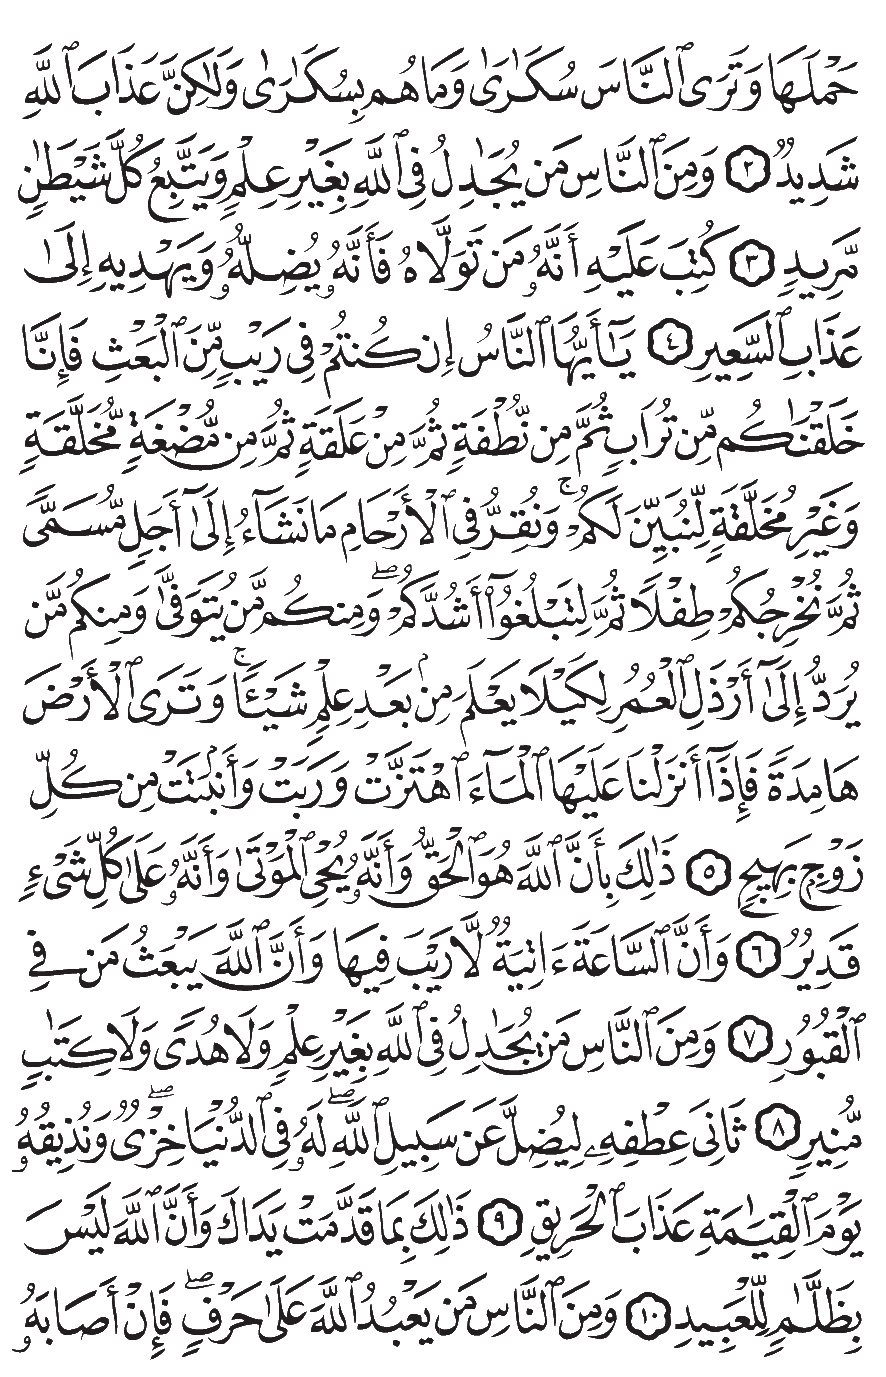 حَمۡلَهَا وَتَرَى ٱلنَّاسَ سُكَٰرَىٰ وَمَا هُم بِسُكَٰرَىٰ وَلَٰكِنَّ عَذَابَ ٱللَّهِ
شَدِيدٞ ٢ وَمِنَ ٱلنَّاسِ مَن يُجَٰدِلُ فِي ٱللَّهِ بِغَيۡرِ عِلۡمٖ وَيَتَّبِعُ كُلَّ شَيۡطَٰنٖ
مَّرِيدٖ ٣ كُتِبَ عَلَيۡهِ أَنَّهُۥ مَن تَوَلَّاهُ فَأَنَّهُۥ يُضِلُّهُۥ وَيَهۡدِيهِ إِلَىٰ
عَذَابِ ٱلسَّعِيرِ ٤ يَٰٓأَيُّهَا ٱلنَّاسُ إِن كُنتُمۡ فِي رَيۡبٖ مِّنَ ٱلۡبَعۡثِ فَإِنَّا
خَلَقۡنَٰكُم مِّن تُرَابٖ ثُمَّ مِن نُّطۡفَةٖ ثُمَّ مِنۡ عَلَقَةٖ ثُمَّ مِن مُّضۡغَةٖ مُّخَلَّقَةٖ
وَغَيۡرِ مُخَلَّقَةٖ لِّنُبَيِّنَ لَكُمۡۚ وَنُقِرُّ فِي ٱلۡأَرۡحَامِ مَا نَشَآءُ إِلَىٰٓ أَجَلٖ مُّسَمّٗى
ثُمَّ نُخۡرِجُكُمۡ طِفۡلٗا ثُمَّ لِتَبۡلُغُوٓاْ أَشُدَّكُمۡۖ وَمِنكُم مَّن يُتَوَفَّىٰ وَمِنكُم مَّن
يُرَدُّ إِلَىٰٓ أَرۡذَلِ ٱلۡعُمُرِ لِكَيۡلَا يَعۡلَمَ مِنۢ بَعۡدِ عِلۡمٖ شَيۡـٔٗاۚ وَتَرَى ٱلۡأَرۡضَ
هَامِدَةٗ فَإِذَآ أَنزَلۡنَا عَلَيۡهَا ٱلۡمَآءَ ٱهۡتَزَّتۡ وَرَبَتۡ وَأَنۢبَتَتۡ مِن كُلِّ
زَوۡجِۭ بَهِيجٖ ٥ ذَٰلِكَ بِأَنَّ ٱللَّهَ هُوَ ٱلۡحَقُّ وَأَنَّهُۥ يُحۡيِ ٱلۡمَوۡتَىٰ وَأَنَّهُۥ عَلَىٰ كُلِّ شَيۡءٖ
قَدِيرٞ ٦ وَأَنَّ ٱلسَّاعَةَ ءَاتِيَةٞ لَّا رَيۡبَ فِيهَا وَأَنَّ ٱللَّهَ يَبۡعَثُ مَن فِي
ٱلۡقُبُورِ ٧ وَمِنَ ٱلنَّاسِ مَن يُجَٰدِلُ فِي ٱللَّهِ بِغَيۡرِ عِلۡمٖ وَلَا هُدٗى وَلَا كِتَٰبٖ
مُّنِيرٖ ٨ ثَانِيَ عِطۡفِهِۦ لِيُضِلَّ عَن سَبِيلِ ٱللَّهِۖ لَهُۥ فِي ٱلدُّنۡيَا خِزۡيٞۖ وَنُذِيقُهُۥ
يَوۡمَ ٱلۡقِيَٰمَةِ عَذَابَ ٱلۡحَرِيقِ ٩ ذَٰلِكَ بِمَا قَدَّمَتۡ يَدَاكَ وَأَنَّ ٱللَّهَ لَيۡسَ
بِظَلَّٰمٖ لِّلۡعَبِيدِ ١٠ وَمِنَ ٱلنَّاسِ مَن يَعۡبُدُ ٱللَّهَ عَلَىٰ حَرۡفٖۖ فَإِنۡ أَصَابَهُۥ